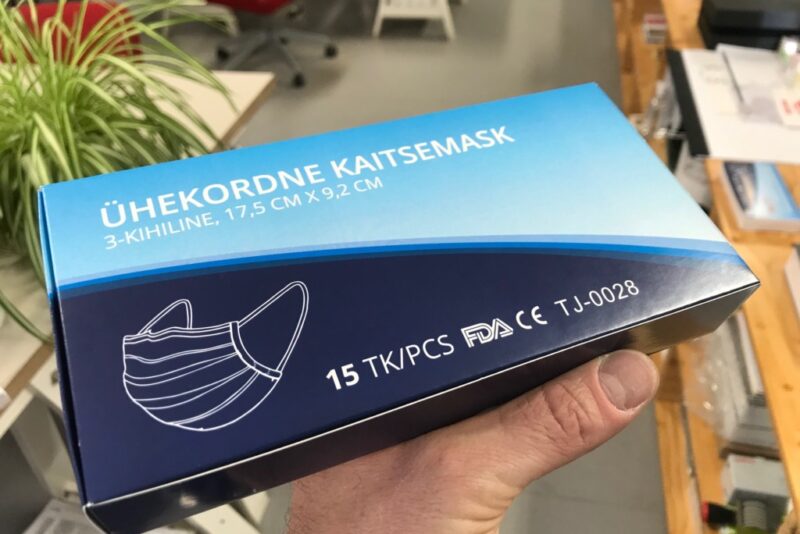 ÜHEKORDNE KAITSEMASK
3-KIHILINE, 17,5 CM X 9,2 CM
15 TK/PCS FDA CE TJ-0028